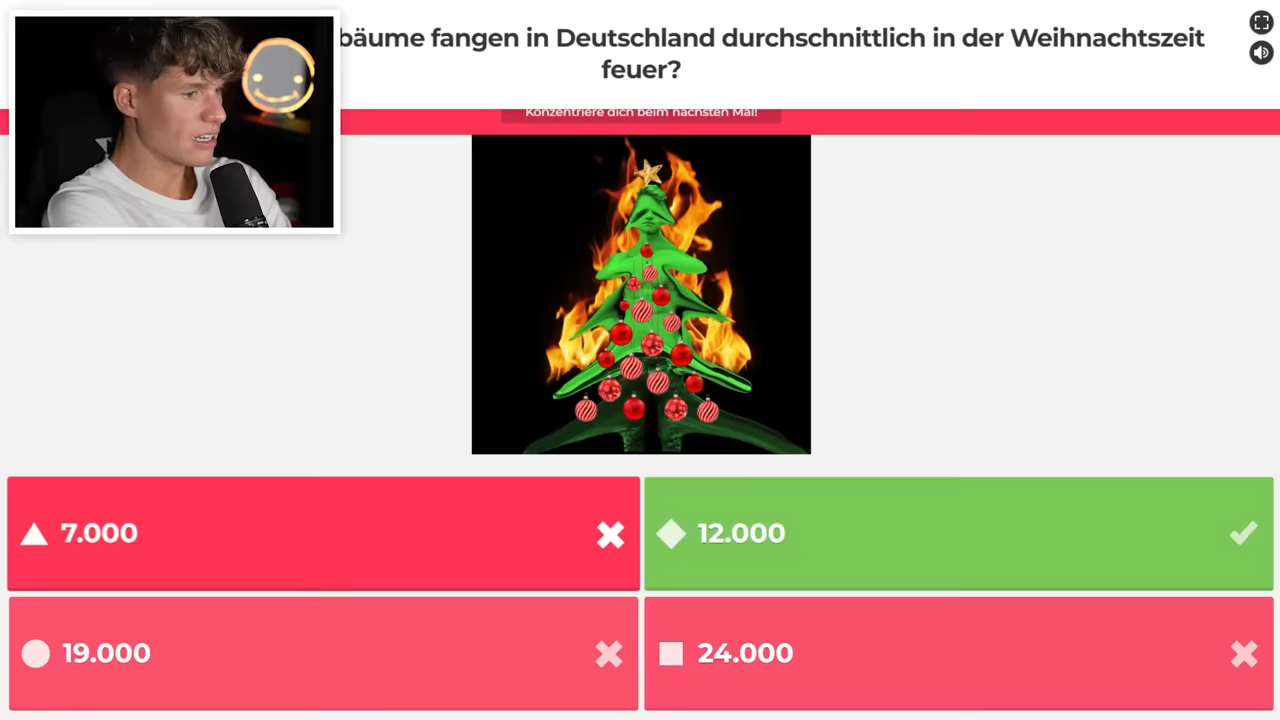 bäume fangen in Deutschland durchschnittlich in der Weihnachtszeit
feuer?
Konzentriere dich beim nächsten Mal!
7.000
12.000
19.000
24.000